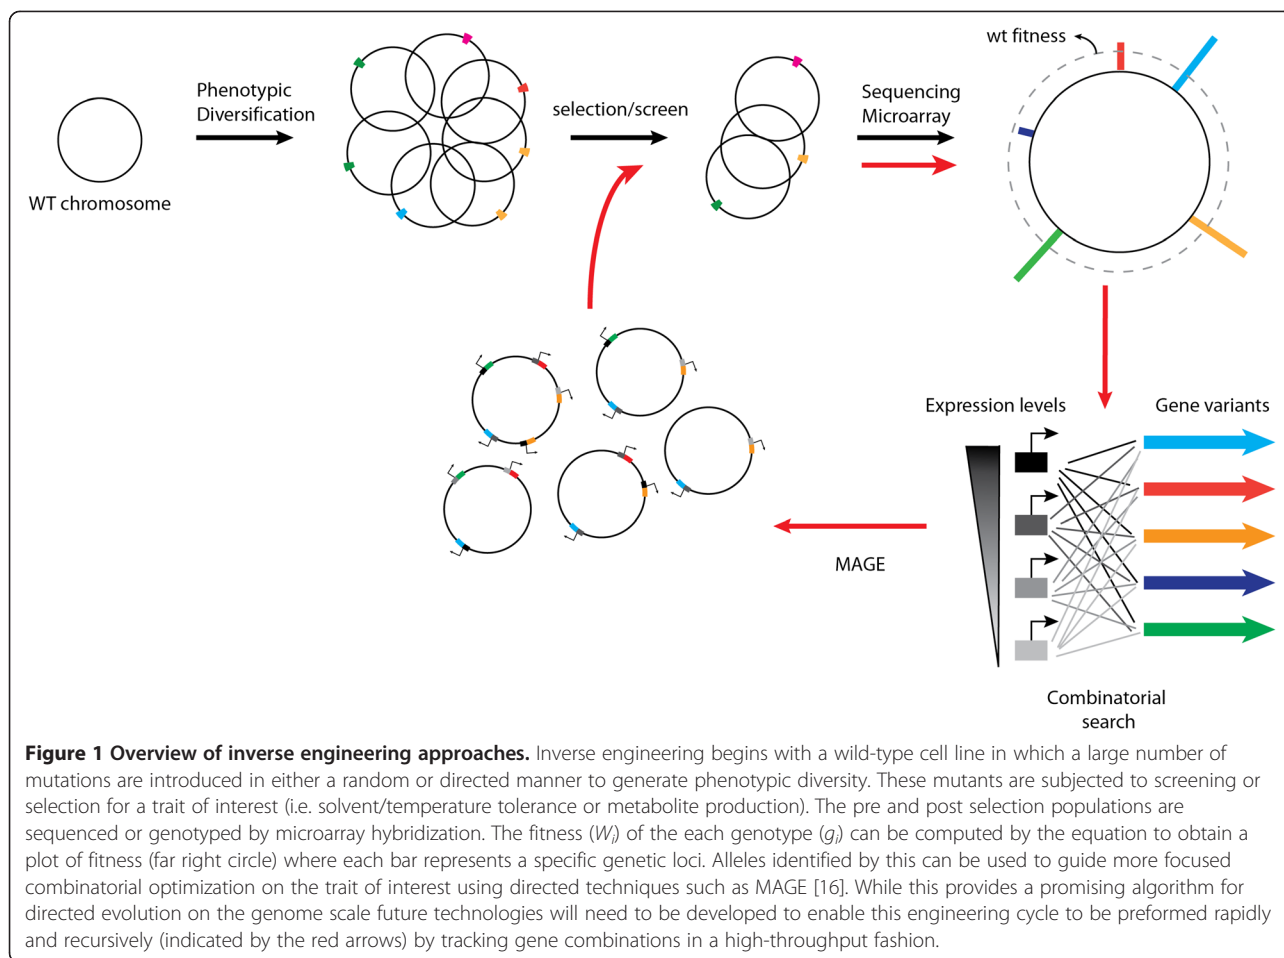 wt fitness
Phenotypic
Diversification
selection/screen
Sequencing
Microarray
WT chromosome
Expression levels
Gene variants
MAGE
Combinatorial
search
Figure 1 Overview of inverse engineering approaches. Inverse engineering begins with a wild-type cell line in which a large number of
mutations are introduced in either a random or directed manner to generate phenotypic diversity. These mutants are subjected to screening or
selection for a trait of interest (i.e. solvent/temperature tolerance or metabolite production). The pre and post selection populations are
sequenced or genotyped by microarray hybridization. The fitness (Wi) of the each genotype (gi) can be computed by the equation to obtain a
plot of fitness (far right circle) where each bar represents a specific genetic loci. Alleles identified by this can be used to guide more focused
combinatorial optimization on the trait of interest using directed techniques such as MAGE [16]. While this provides a promising algorithm for
directed evolution on the genome scale future technologies will need to be developed to enable this engineering cycle to be preformed rapidly
and recursively (indicated by the red arrows) by tracking gene combinations in a high-throughput fashion.